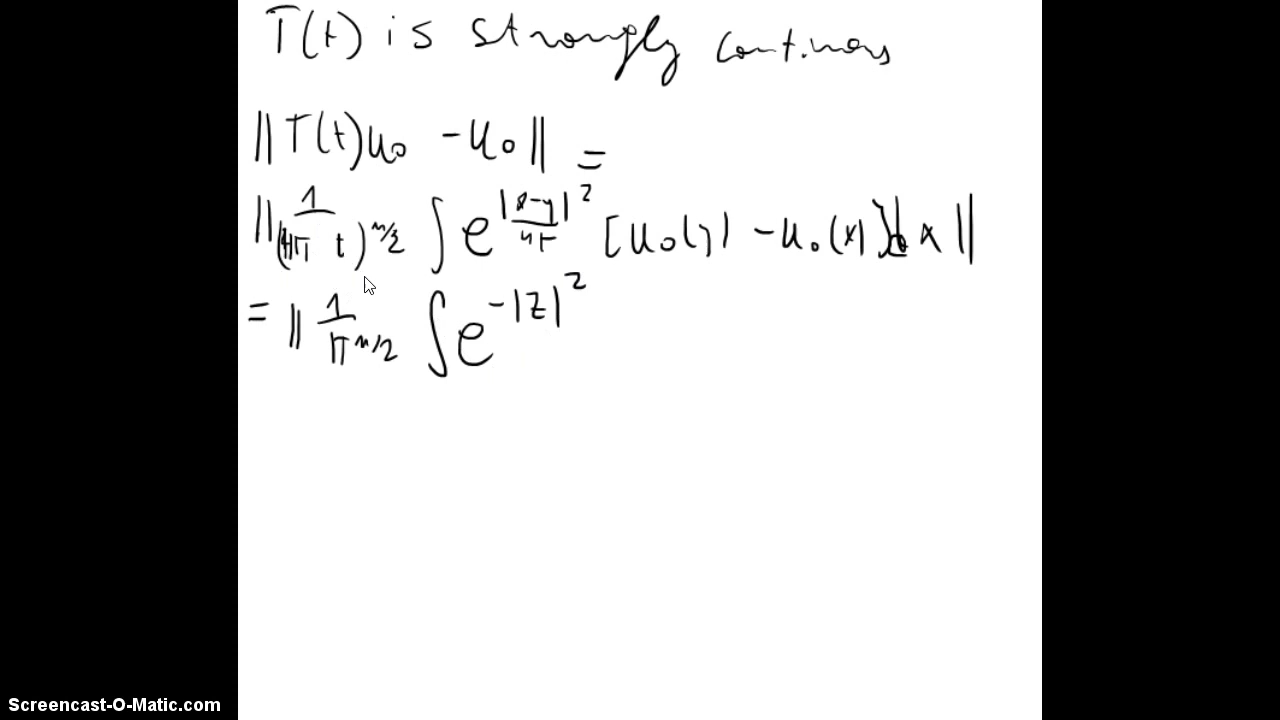 T(t) is strongly continuous
||T(t)u₀ - u₀|| =
||1/(4π t)^(n/2) ∫ e^(|x-y|²/4t) [u₀(y) - u₀(x)]dx||
= ||1/π^(n/2) ∫ e^(-|z|²)
Screencast-O-Matic.com